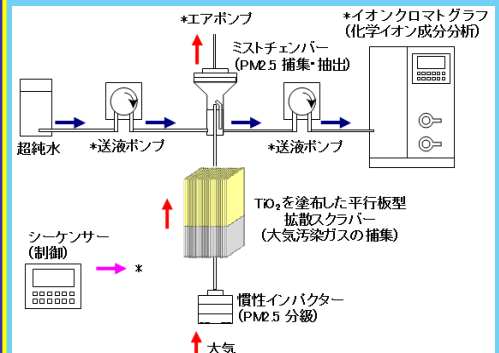 *エアポンプ
*イオンクロマトグラフ
(化学イオン成分分析)
ミストチェンバー
(PM2.5 捕集・抽出)
超純水
*送液ポンプ
*送液ポンプ
TiO₂を塗布した平行板型
拡散スクラバー
(大気汚染ガスの捕集)
シーケンサー
(制御)
*
慣性インパクター
(PM2.5 分級)
大気